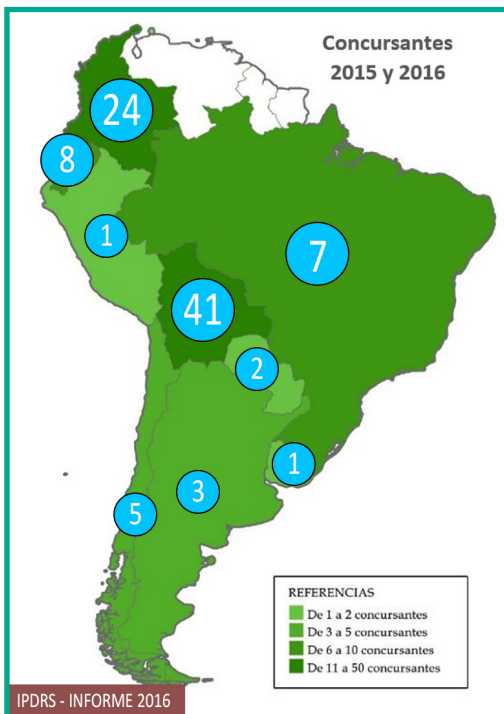 Concursantes
2015 y 2016
24
8
1
7
41
2
1
3
5
REFERENCIAS
De 1 a 2 concursantes
De 3 a 5 concursantes
De 6 a 10 concursantes
De 11 a 50 concursantes
IPDRS - INFORME 2016